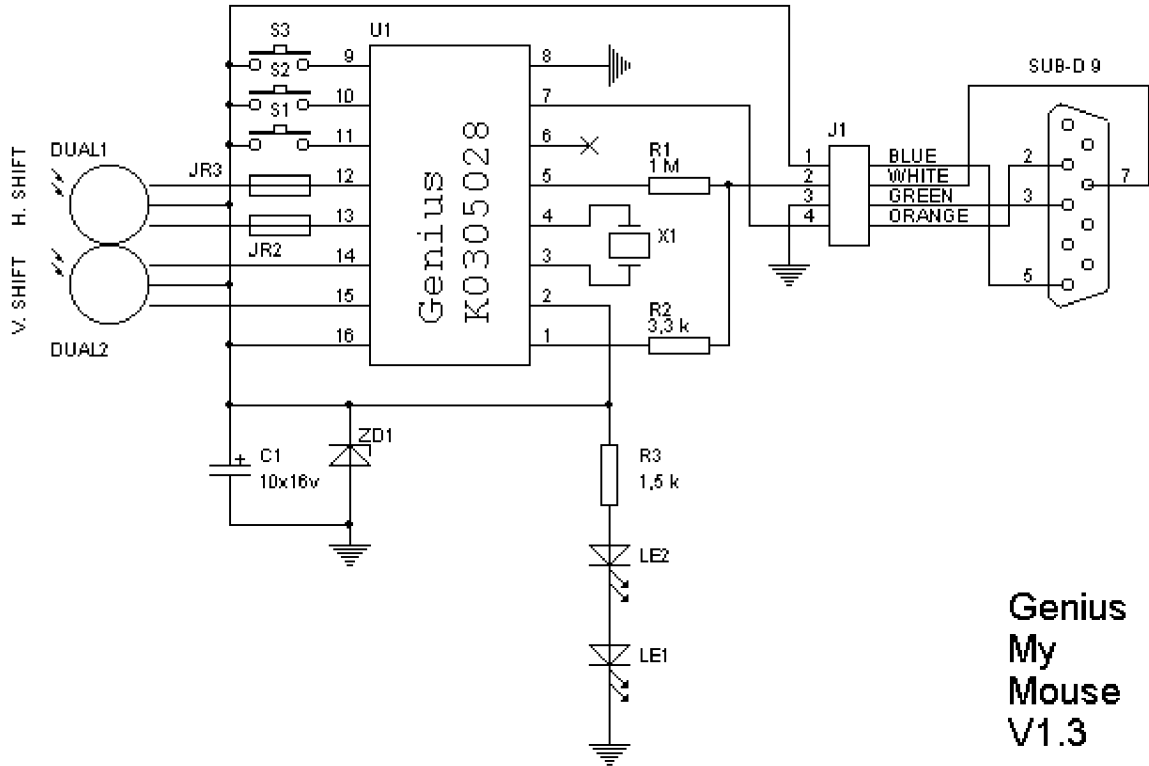 S3
U1
9
8
SUB-D 9
S2
10
7
S1
11
6
J1
DUAL1
JR3
12
5
R1
1 M
1
BLUE
2
2
WHITE
7
3
GREEN
3
4
ORANGE
H. SHIFT
13
4
X1
JR2
14
3
5
V. SHIFT
15
2
R2
3,3 k
DUAL2
16
1
Genius
K0305028
ZD1
C1
+
10x16v
R3
1,5 k
LE2
LE1
Genius
My
Mouse
V1.3